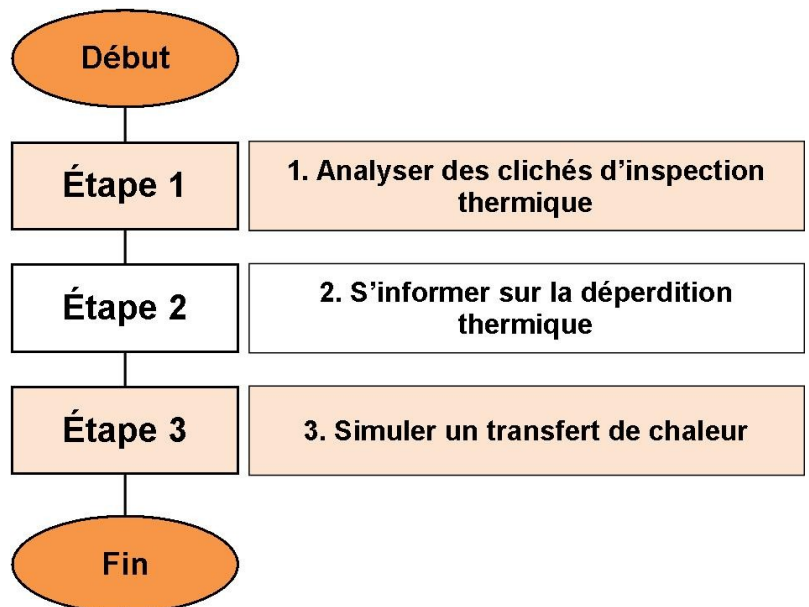 Début
Étape 1
1. Analyser des clichés d’inspection
thermique
Étape 2
2. S’informer sur la déperdition
thermique
Étape 3
3. Simuler un transfert de chaleur
Fin